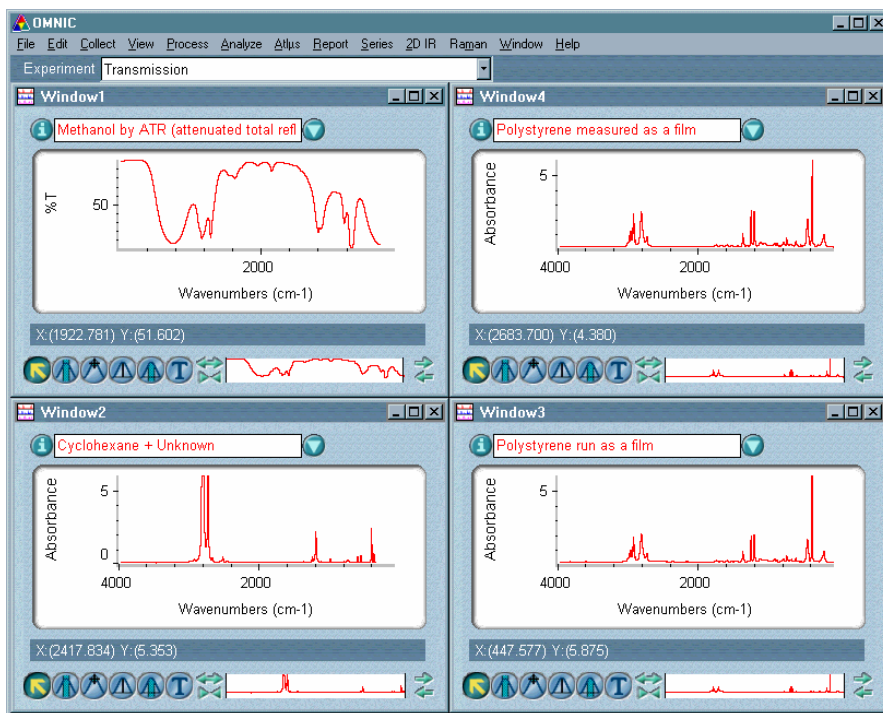 OMNIC
File Edit Collect View Process Analyze Atlµs Report Series 2D IR Raman Window Help
Experiment Transmission
Window1
Methanol by ATR (attenuated total refl
%T
50
2000
Wavenumbers (cm-1)
X:(1922.781) Y:(51.602)
T
Window4
Polystyrene measured as a film
Absorbance
5
4000 2000
Wavenumbers (cm-1)
X:(2683.700) Y:(4.380)
T
Window2
Cyclohexane + Unknown
Absorbance
5
0
4000 2000
Wavenumbers (cm-1)
X:(2417.834) Y:(5.353)
T
Window3
Polystyrene run as a film
Absorbance
5
4000 2000
Wavenumbers (cm-1)
X:(447.577) Y:(5.875)
T